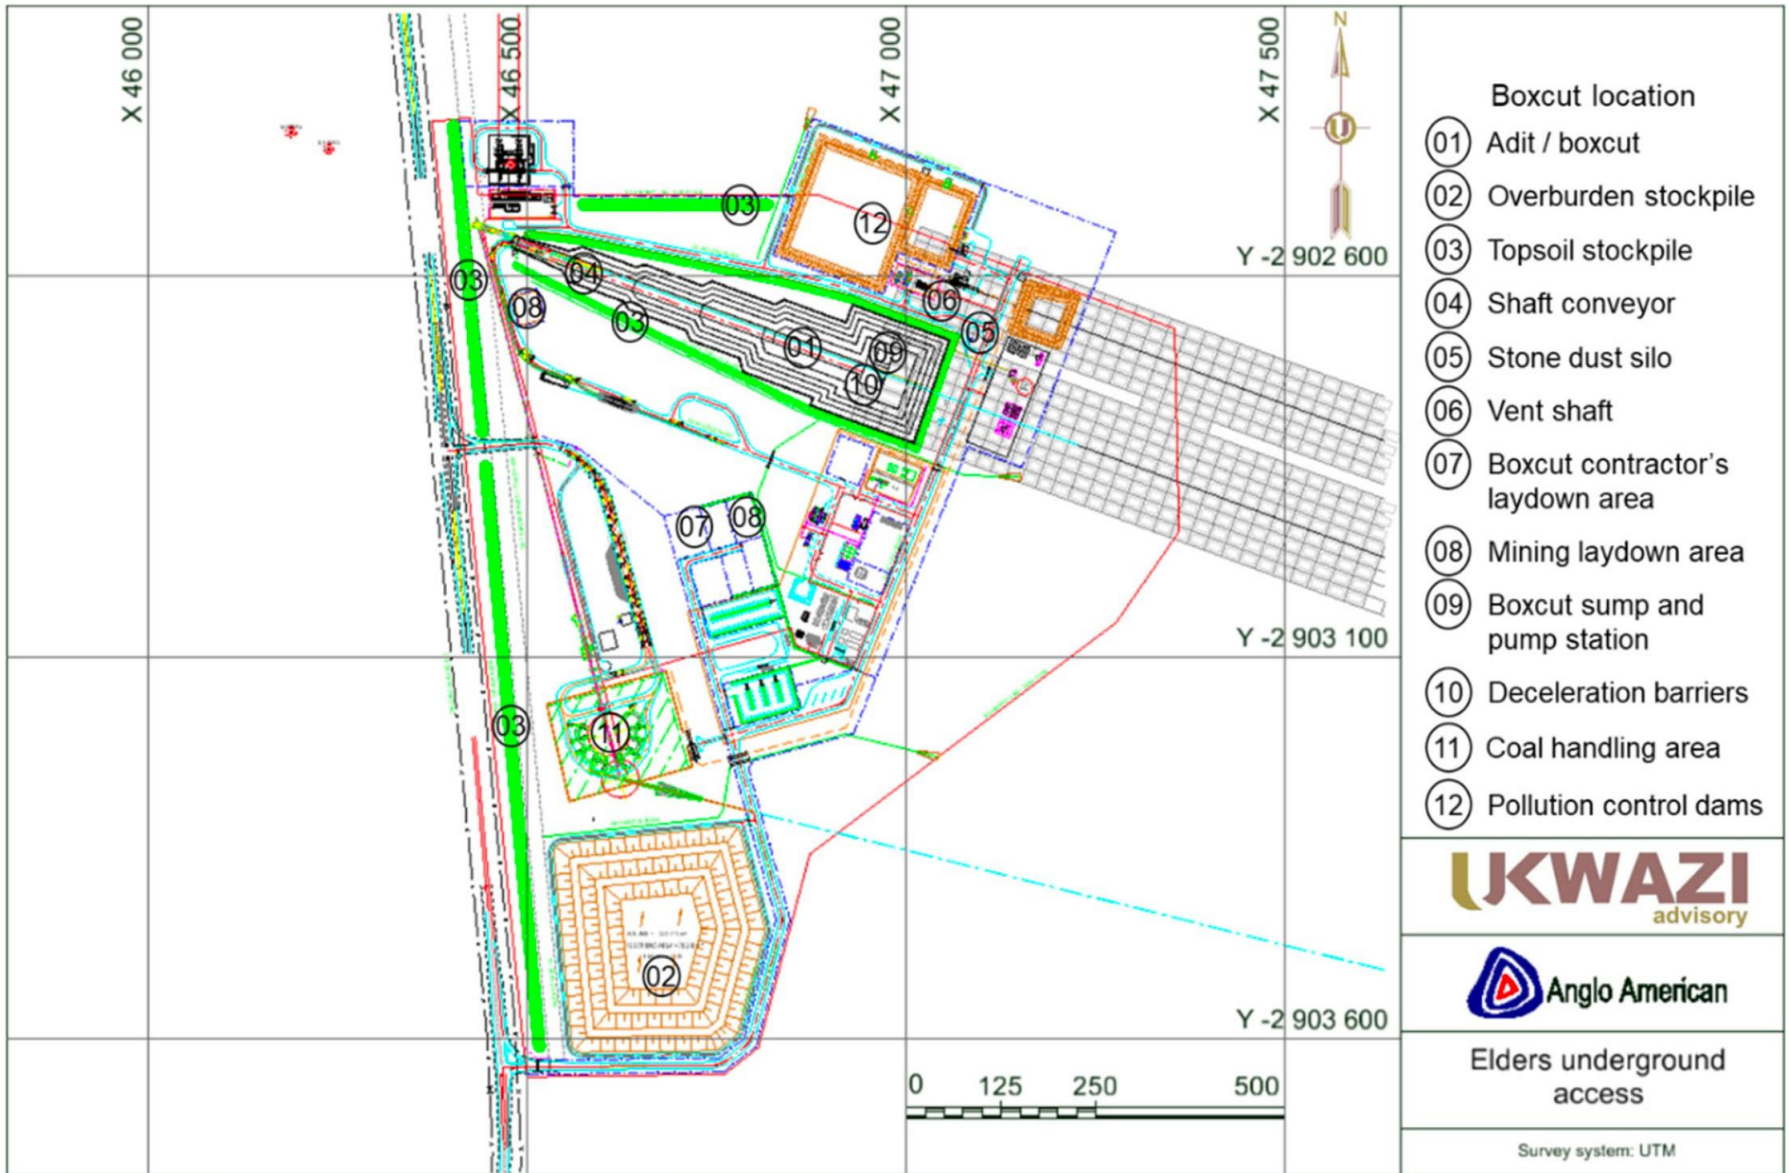 X 46 000
X 46 500
X 47 000
X 47 500
N
Y -2 902 600
Y -2 903 100
Y -2 903 600
03
12
04
03
08
03
06
05
01
09
10
07
08
03
11
02
0 125 250 500
Boxcut location
01 Adit / boxcut
02 Overburden stockpile
03 Topsoil stockpile
04 Shaft conveyor
05 Stone dust silo
06 Vent shaft
07 Boxcut contractor's
laydown area
08 Mining laydown area
09 Boxcut sump and
pump station
10 Deceleration barriers
11 Coal handling area
12 Pollution control dams
UKWAZI
advisory
Anglo American
Elders underground
access
Survey system: UTM